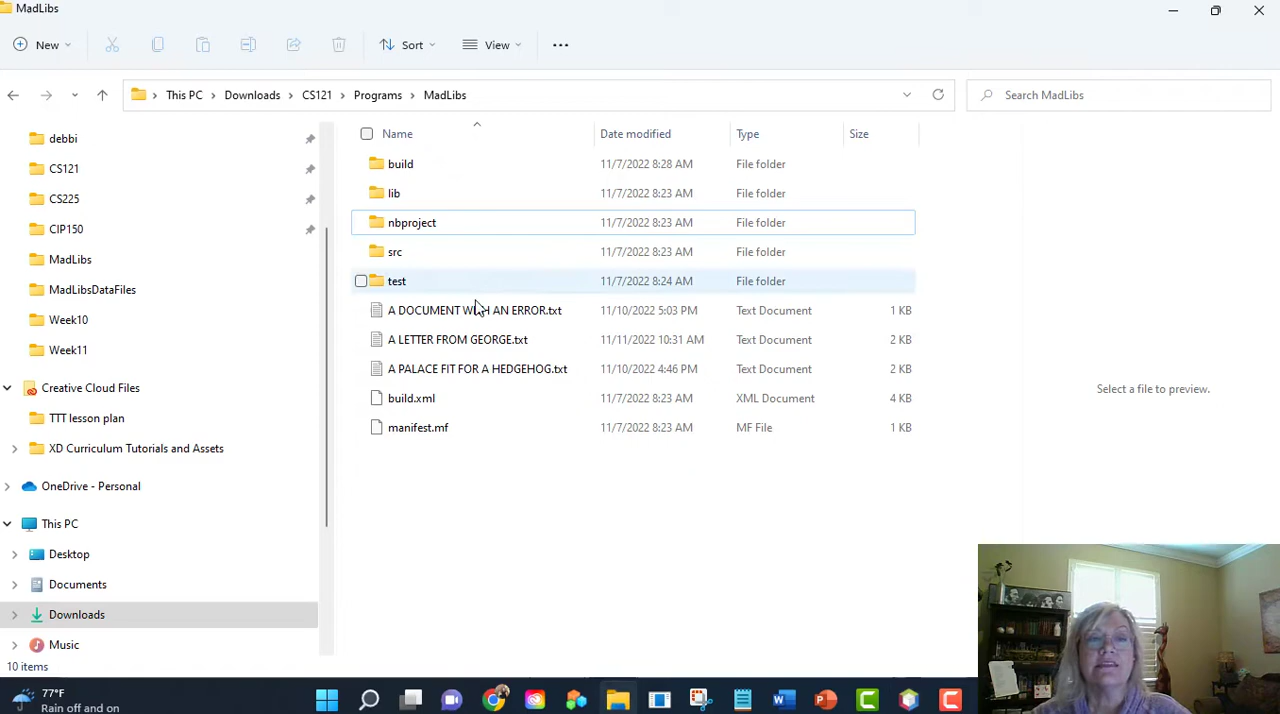 MadLibs
New
Sort
View
This PC > Downloads > CS121 > Programs > MadLibs
Search MadLibs
debbi
CS121
CS225
CIP150
MadLibs
MadLibsDataFiles
Week10
Week11
Creative Cloud Files
TTT lesson plan
XD Curriculum Tutorials and Assets
OneDrive - Personal
This PC
Desktop
Documents
Downloads
Music
Name Date modified Type Size
build 11/7/2022 8:28 AM File folder
lib 11/7/2022 8:23 AM File folder
nbproject 11/7/2022 8:23 AM File folder
src 11/7/2022 8:23 AM File folder
test 11/7/2022 8:24 AM File folder
A DOCUMENT WITH AN ERROR.txt 11/10/2022 5:03 PM Text Document 1 KB
A LETTER FROM GEORGE.txt 11/11/2022 10:31 AM Text Document 2 KB
A PALACE FIT FOR A HEDGEHOG.txt 11/10/2022 4:46 PM Text Document 2 KB
build.xml 11/7/2022 8:23 AM XML Document 4 KB
manifest.mf 11/7/2022 8:23 AM MF File 1 KB
Select a file to preview.
10 items
77°F
Rain off and on